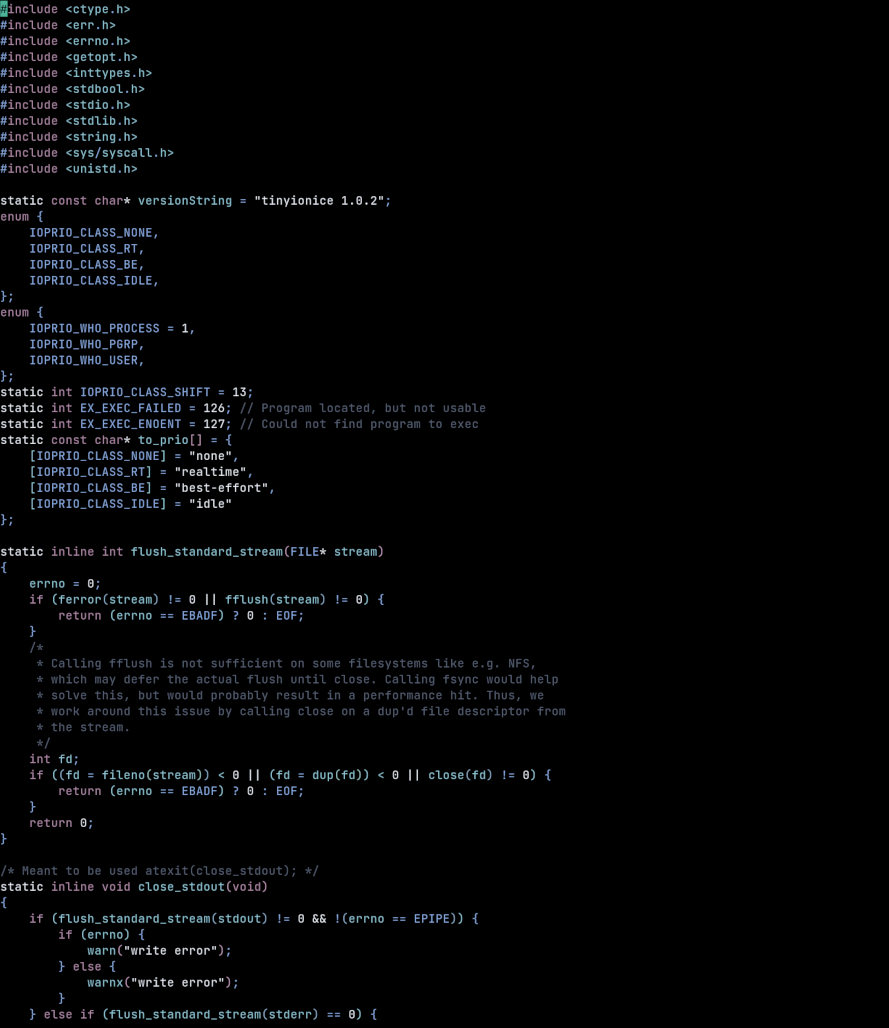 #include <ctype.h>
#include <err.h>
#include <errno.h>
#include <getopt.h>
#include <inttypes.h>
#include <stdbool.h>
#include <stdio.h>
#include <stdlib.h>
#include <string.h>
#include <sys/syscall.h>
#include <unistd.h>

static const char* versionString = "tinyionice 1.0.2";
enum {
    IOPRIO_CLASS_NONE,
    IOPRIO_CLASS_RT,
    IOPRIO_CLASS_BE,
    IOPRIO_CLASS_IDLE,
};
enum {
    IOPRIO_WHO_PROCESS = 1,
    IOPRIO_WHO_PGRP,
    IOPRIO_WHO_USER,
};
static int IOPRIO_CLASS_SHIFT = 13;
static int EX_EXEC_FAILED = 126; // Program located, but not usable
static int EX_EXEC_ENOENT = 127; // Could not find program to exec
static const char* to_prio[] = {
    [IOPRIO_CLASS_NONE] = "none",
    [IOPRIO_CLASS_RT] = "realtime",
    [IOPRIO_CLASS_BE] = "best-effort",
    [IOPRIO_CLASS_IDLE] = "idle"
};

static inline int flush_standard_stream(FILE* stream)
{
    errno = 0;
    if (ferror(stream) != 0 || fflush(stream) != 0) {
        return (errno == EBADF) ? 0 : EOF;
    }
    /*
     * Calling fflush is not sufficient on some filesystems like e.g. NFS,
     * which may defer the actual flush until close. Calling fsync would help
     * solve this, but would probably result in a performance hit. Thus, we
     * work around this issue by calling close on a dup'd file descriptor from
     * the stream.
     */
    int fd;
    if ((fd = fileno(stream)) < 0 || (fd = dup(fd)) < 0 || close(fd) != 0) {
        return (errno == EBADF) ? 0 : EOF;
    }
    return 0;
}

/* Meant to be used atexit(close_stdout); */
static inline void close_stdout(void)
{
    if (flush_standard_stream(stdout) != 0 && !(errno == EPIPE)) {
        if (errno) {
            warn("write error");
        } else {
            warnx("write error");
        }
    } else if (flush_standard_stream(stderr) == 0) {